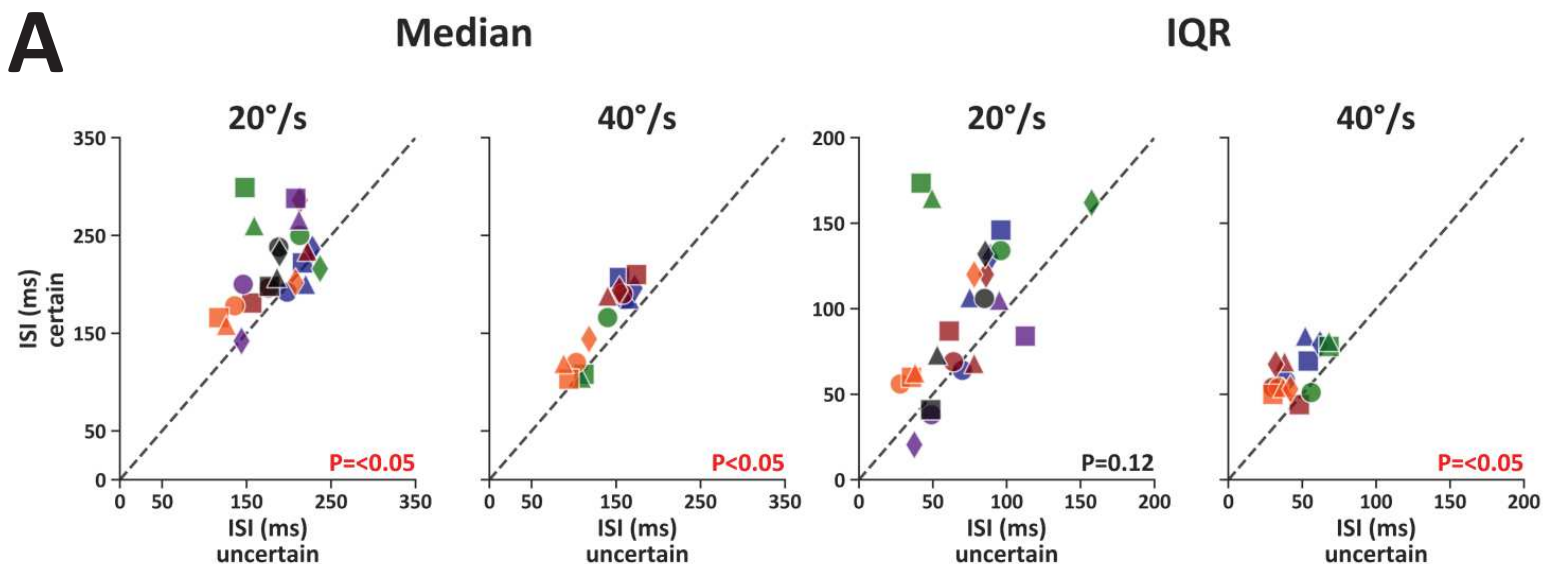 A
Median
IQR
20°/s
40°/s
20°/s
40°/s
350
250
150
50
0
ISI (ms)
certain
P=<0.05
0 50 150 250 350
ISI (ms)
uncertain
P<0.05
0 50 150 250 350
ISI (ms)
uncertain
200
150
100
50
0
P=0.12
0 50 100 150 200
ISI (ms)
uncertain
P=<0.05
0 50 100 150 200
ISI (ms)
uncertain